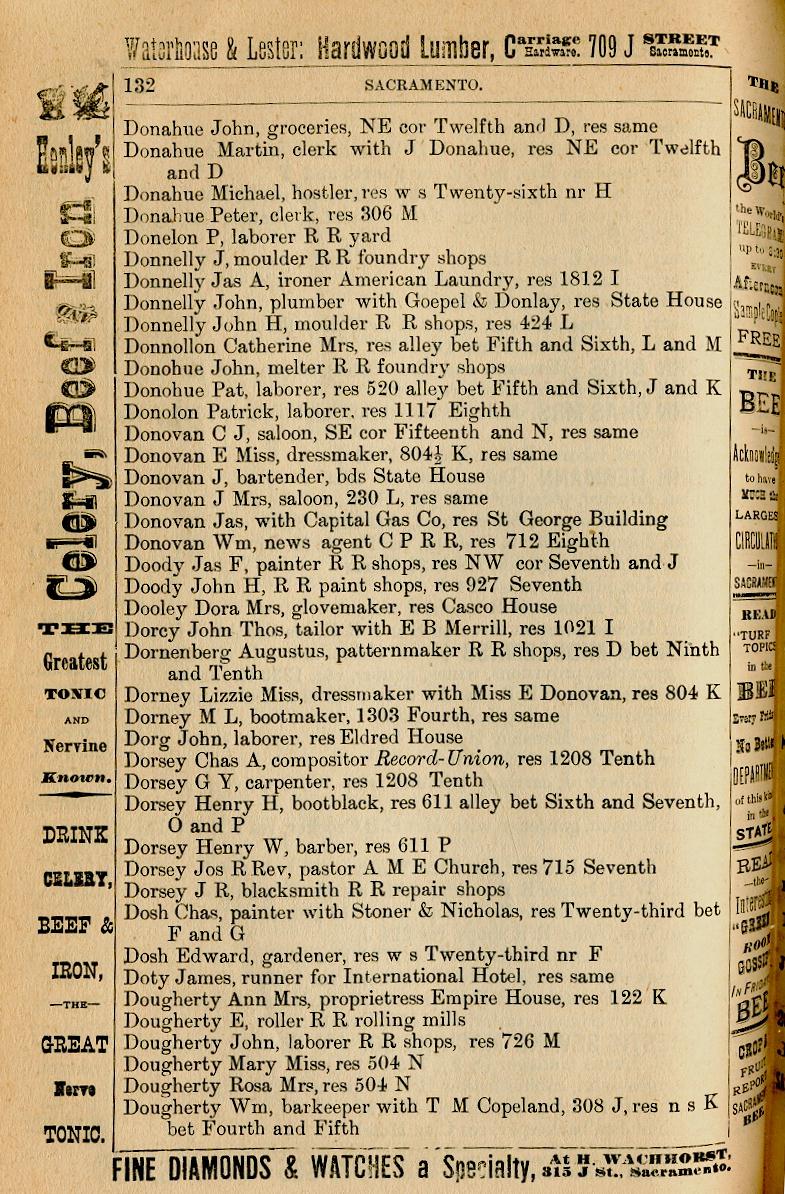 Waterhouse & Lester: Hardwood Lumber, Carriage Hardware. 709 J STREET Sacramento.
132 SACRAMENTO.
Donahue John, groceries, NE cor Twelfth and D, res same
Donahue Martin, clerk with J Donahue, res NE cor Twelfth
and D
Donahue Michael, hostler, res w s Twenty-sixth nr H
Donahue Peter, clerk, res 306 M
Donelon P, laborer R R yard
Donnelly J, moulder R R foundry shops
Donnelly Jas A, ironer American Laundry, res 1812 I
Donnelly John, plumber with Goepel & Donlay, res State House
Donnelly John H, moulder R R shops, res 424 L
Donnollon Catherine Mrs, res alley bet Fifth and Sixth, L and M
Donohue John, melter R R foundry shops
Donohue Pat, laborer, res 520 alley bet Fifth and Sixth, J and K
Donolon Patrick, laborer, res 1117 Eighth
Donovan C J, saloon, SE cor Fifteenth and N, res same
Donovan E Miss, dressmaker, 804½ K, res same
Donovan J, bartender, bds State House
Donovan J Mrs, saloon, 230 L, res same
Donovan Jas, with Capital Gas Co, res St George Building
Donovan Wm, news agent C P R R, res 712 Eighth
Doody Jas F, painter R R shops, res NW cor Seventh and J
Doody John H, R R paint shops, res 927 Seventh
Dooley Dora Mrs, glovemaker, res Casco House
Dorcy John Thos, tailor with E B Merrill, res 1021 I
Dornenberg Augustus, patternmaker R R shops, res D bet Ninth
and Tenth
Dorney Lizzie Miss, dressmaker with Miss E Donovan, res 804 K
Dorney M L, bootmaker, 1303 Fourth, res same
Dorg John, laborer, res Eldred House
Dorsey Chas A, compositor Record-Union, res 1208 Tenth
Dorsey G Y, carpenter, res 1208 Tenth
Dorsey Henry H, bootblack, res 611 alley bet Sixth and Seventh,
O and P
Dorsey Henry W, barber, res 611 P
Dorsey Jos R Rev, pastor A M E Church, res 715 Seventh
Dorsey J R, blacksmith R R repair shops
Dosh Chas, painter with Stoner & Nicholas, res Twenty-third bet
F and G
Dosh Edward, gardener, res w s Twenty-third nr F
Doty James, runner for International Hotel, res same
Dougherty Ann Mrs, proprietress Empire House, res 122 K
Dougherty E, roller R R rolling mills
Dougherty John, laborer R R shops, res 726 M
Dougherty Mary Miss, res 504 N
Dougherty Rosa Mrs, res 504 N
Dougherty Wm, barkeeper with T M Copeland, 308 J, res n s K
bet Fourth and Fifth
Henley's
Celery, Beef & Iron
THE
Greatest
TONIC
AND
Nervine
Known.
DRINK
CELERY,
BEEF &
IRON,
—THE—
GREAT
Nerve
TONIC.
THE
the
up to
EVERY
FREE
THE
BEE
—is—
to have
MUCH the
—in—
READ
"TURF
TOPICS
in the
BEE
Every
No
of this
in the
STATE
READ
—the—
ROOM
GOSSIP
IN
BEE
CROP
FRUIT
BEE
FINE DIAMONDS & WATCHES a Specialty, At H. WACHHORST, 315 J St., Sacramento.